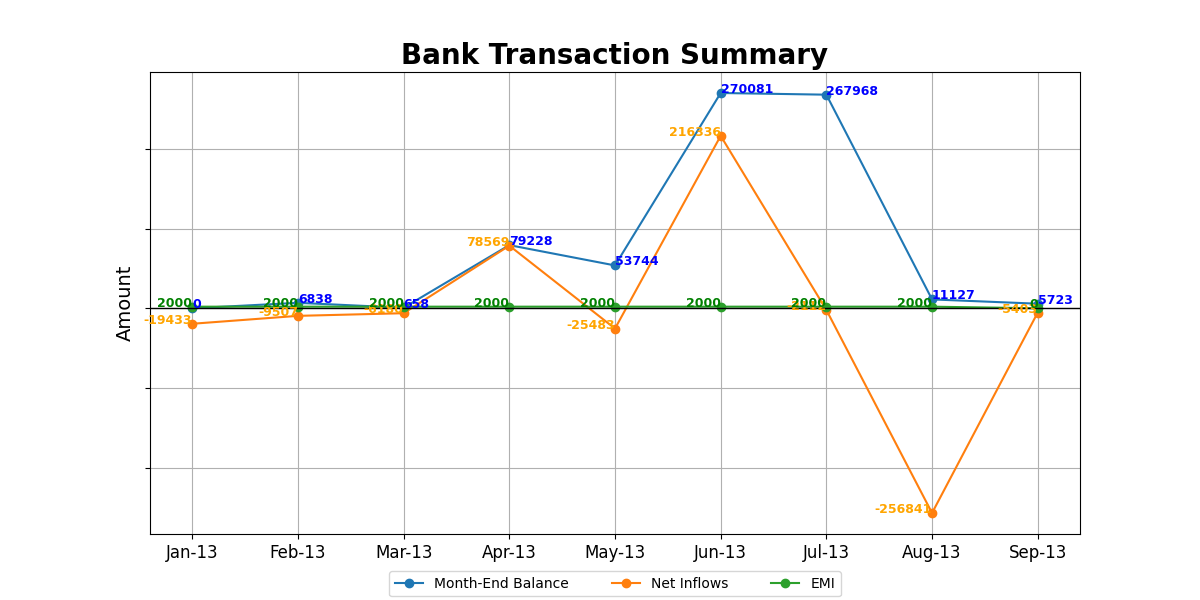 Bank Transaction Summary
Amount
270081
267968
216336
78569
79228
53744
-25483
2000
0
6838
2000
2000
658
2000
2000
2000
2000
2000
11127
0
5723
-19433
-256841
Jan-13
Feb-13
Mar-13
Apr-13
May-13
Jun-13
Jul-13
Aug-13
Sep-13
Month-End Balance
Net Inflows
EMI